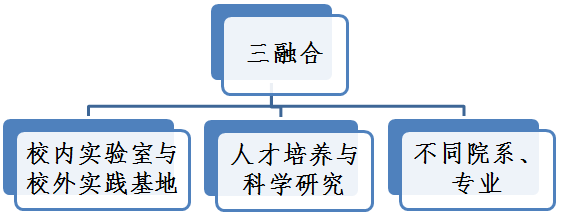 三融合
校内实验室与
校外实践基地
人才培养与
科学研究
不同院系、
专业